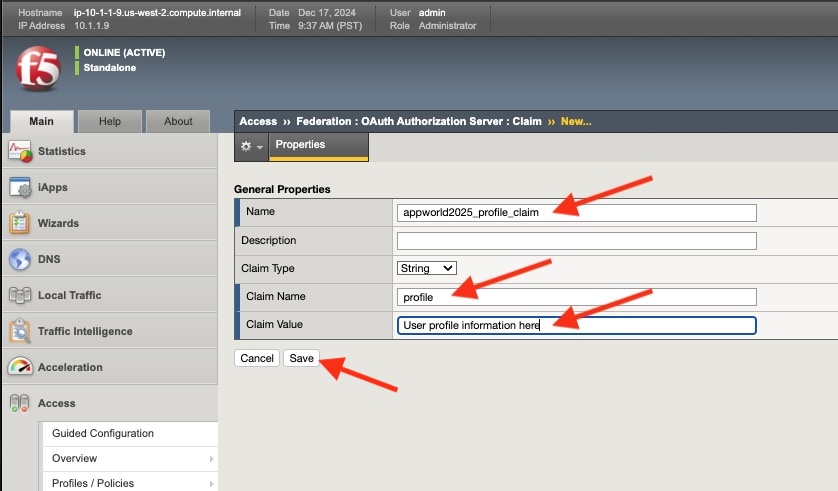 Hostname ip-10-1-1-9.us-west-2.compute.internal Date Dec 17, 2024 User admin
IP Address 10.1.1.9 Time 9:37 AM (PST) Role Administrator
f5
ONLINE (ACTIVE)
Standalone
Main Help About
Access ›› Federation : OAuth Authorization Server : Claim ›› New...
Properties
Statistics
iApps
Wizards
DNS
Local Traffic
Traffic Intelligence
Acceleration
Access
Guided Configuration
Overview
Profiles / Policies
General Properties
Name appworld2025_profile_claim
Description
Claim Type String
Claim Name profile
Claim Value User profile information here
Cancel Save